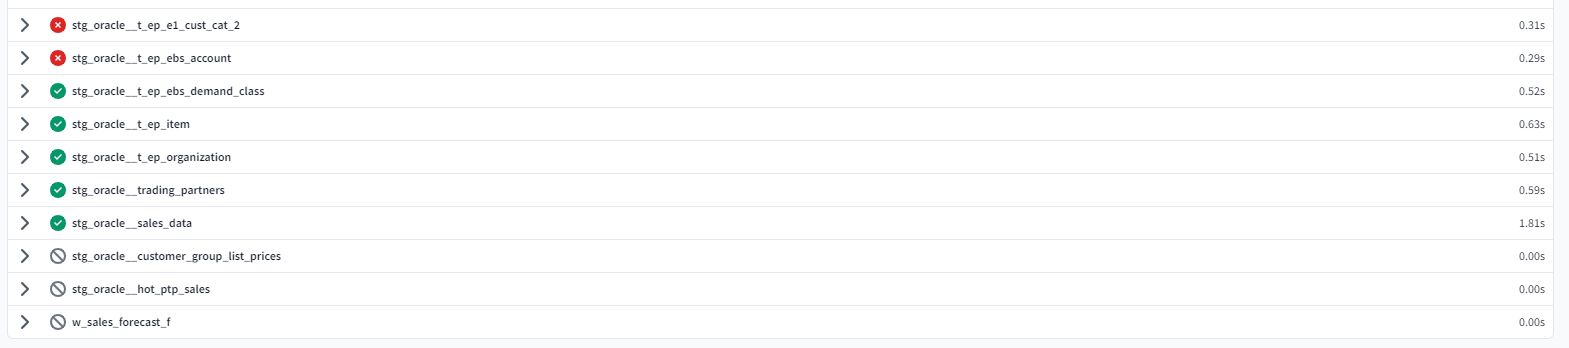 stg_oracle__t_ep_e1_cust_cat_2 0.31s
stg_oracle__t_ep_ebs_account 0.29s
stg_oracle__t_ep_ebs_demand_class 0.52s
stg_oracle__t_ep_item 0.63s
stg_oracle__t_ep_organization 0.51s
stg_oracle__trading_partners 0.59s
stg_oracle__sales_data 1.81s
stg_oracle__customer_group_list_prices 0.00s
stg_oracle__hot_ptp_sales 0.00s
w_sales_forecast_f 0.00s